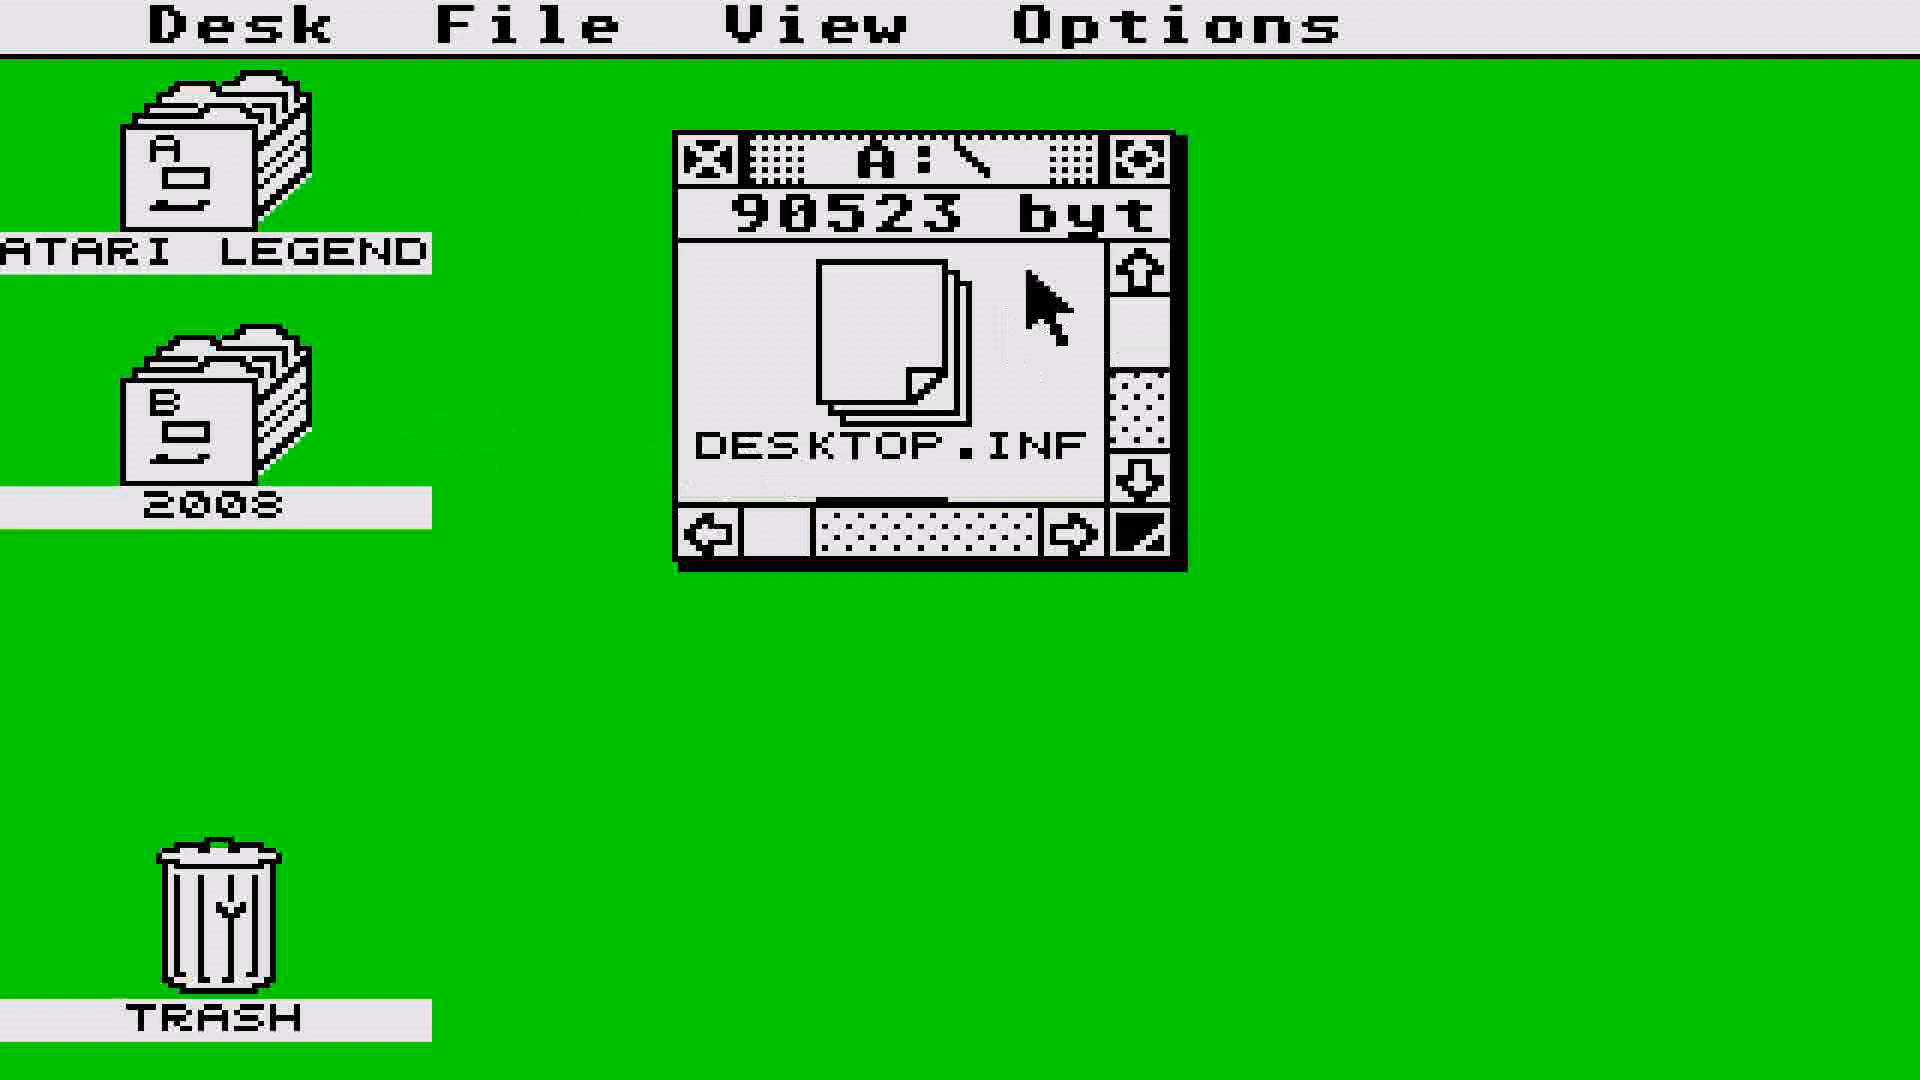 Desk File View Options
A
ATARI LEGEND
B
2008
TRASH
A:\
90523 byt
DESKTOP.INF